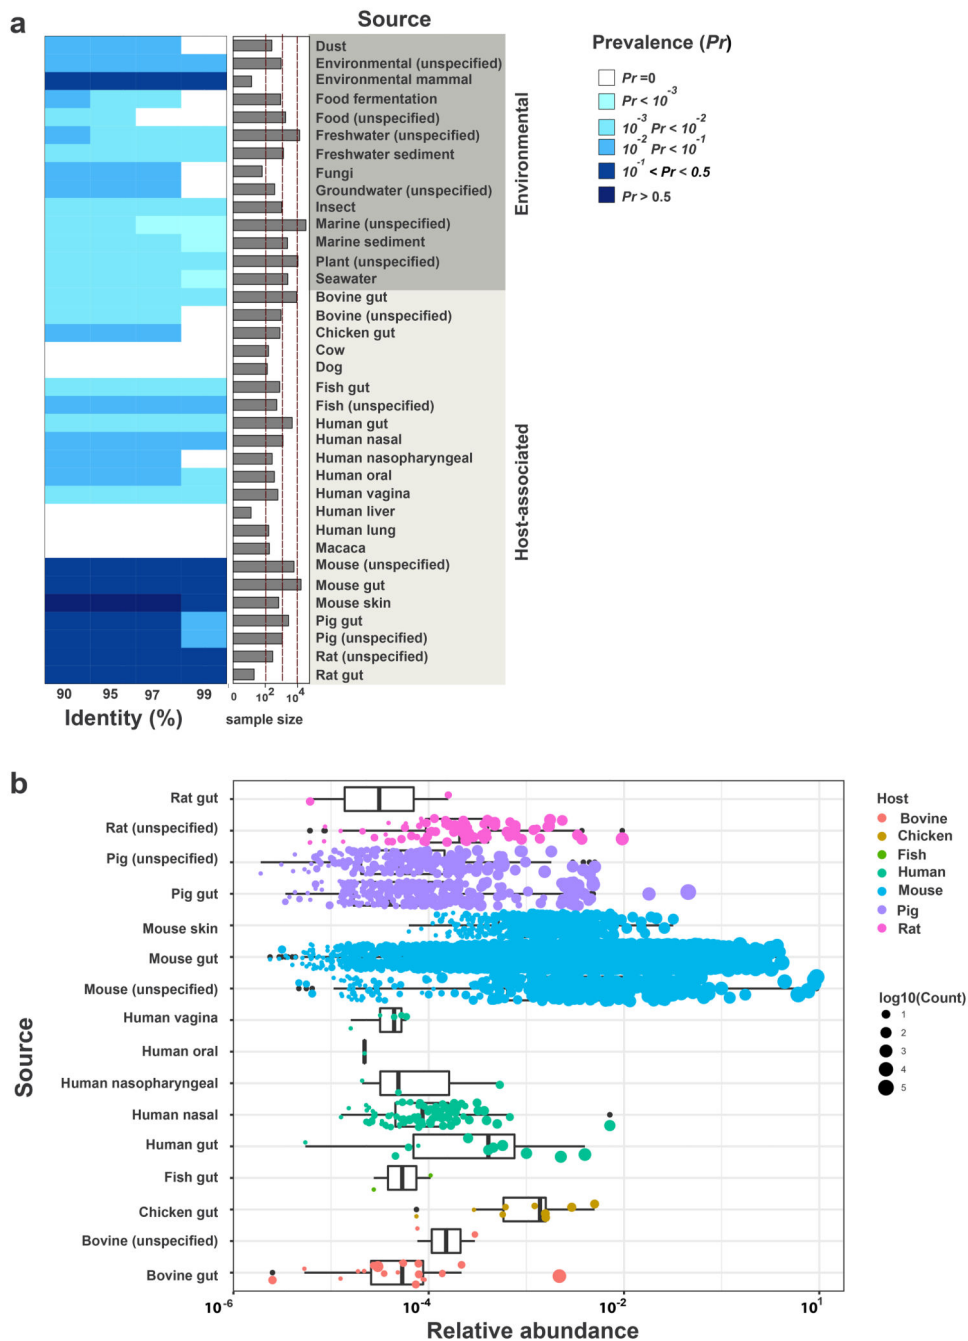 a
Source
Dust
Environmental (unspecified)
Environmental mammal
Food fermentation
Food (unspecified)
Freshwater (unspecified)
Freshwater sediment
Fungi
Groundwater (unspecified)
Insect
Marine (unspecified)
Marine sediment
Plant (unspecified)
Seawater
Bovine gut
Bovine (unspecified)
Chicken gut
Cow
Dog
Fish gut
Fish (unspecified)
Human gut
Human nasal
Human nasopharyngeal
Human oral
Human vagina
Human liver
Human lung
Macaca
Mouse (unspecified)
Mouse gut
Mouse skin
Pig gut
Pig (unspecified)
Rat (unspecified)
Rat gut
Environmental
Host-associated
90 95 97 99
Identity (%)
0 10² 10⁴
sample size
Prevalence (Pr)
Pr =0
Pr < 10⁻³
10⁻³ Pr < 10⁻²
10⁻² Pr < 10⁻¹
10⁻¹ < Pr < 0.5
Pr > 0.5
b
Source
Rat gut
Rat (unspecified)
Pig (unspecified)
Pig gut
Mouse skin
Mouse gut
Mouse (unspecified)
Human vagina
Human oral
Human nasopharyngeal
Human nasal
Human gut
Fish gut
Chicken gut
Bovine (unspecified)
Bovine gut
10⁻⁶ 10⁻⁴ 10⁻² 10¹
Relative abundance
Host
Bovine
Chicken
Fish
Human
Mouse
Pig
Rat
log10(Count)
1
2
3
4
5